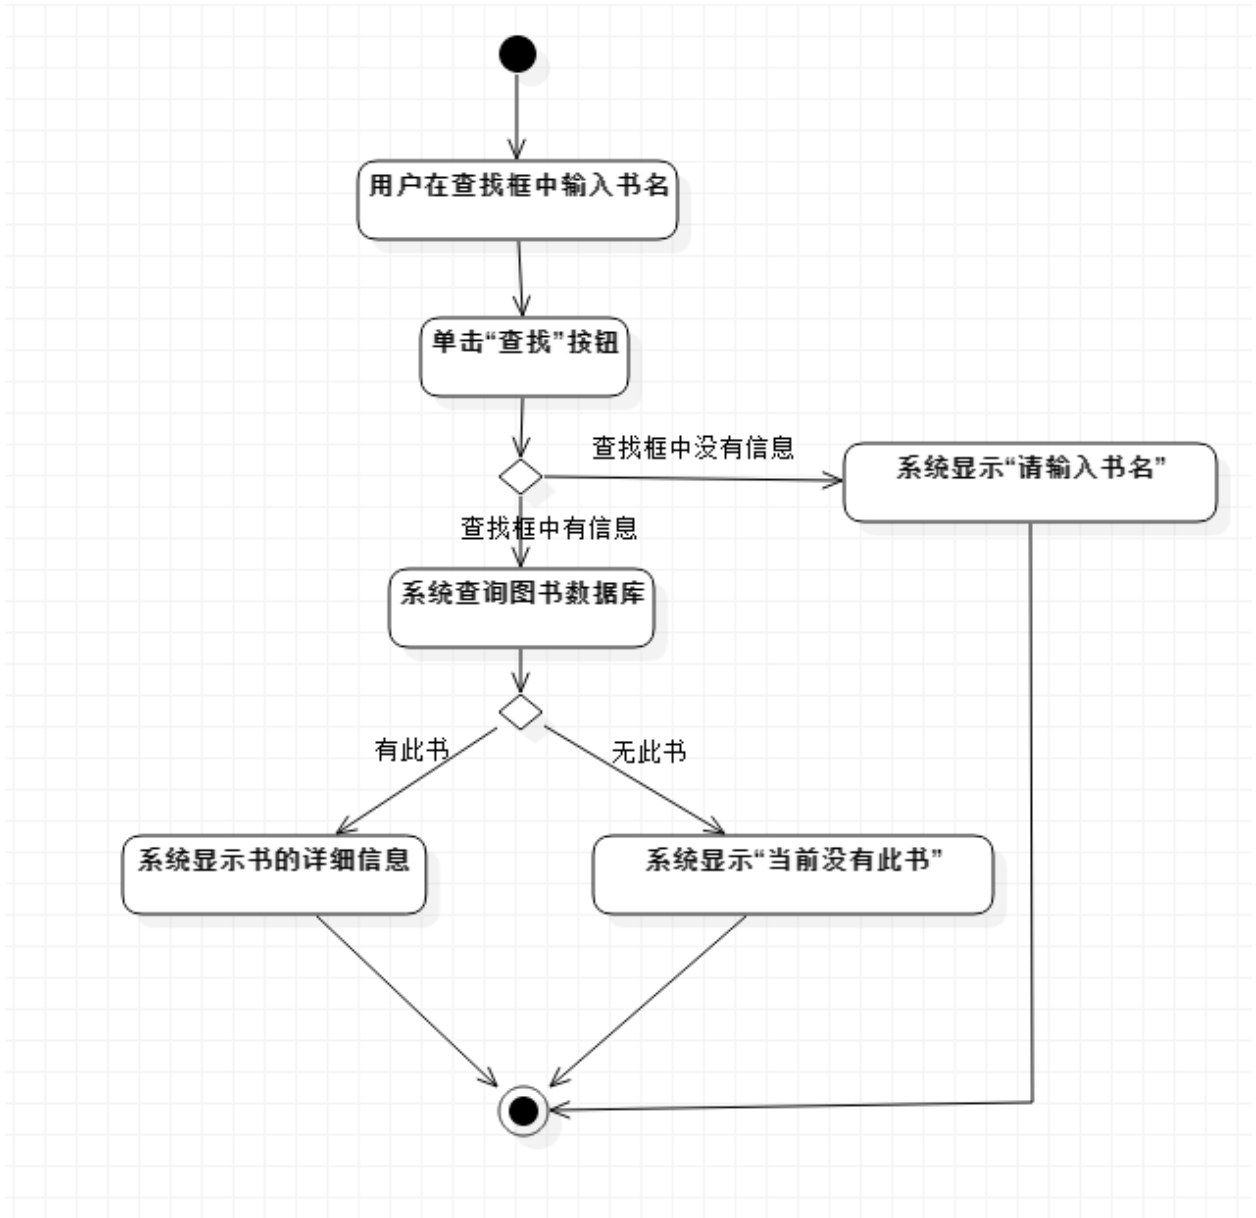 用户在查找框中输入书名
单击“查找”按钮
查找框中没有信息
系统显示“请输入书名”
查找框中有信息
系统查询图书数据库
有此书
无此书
系统显示书的详细信息
系统显示“当前没有此书”